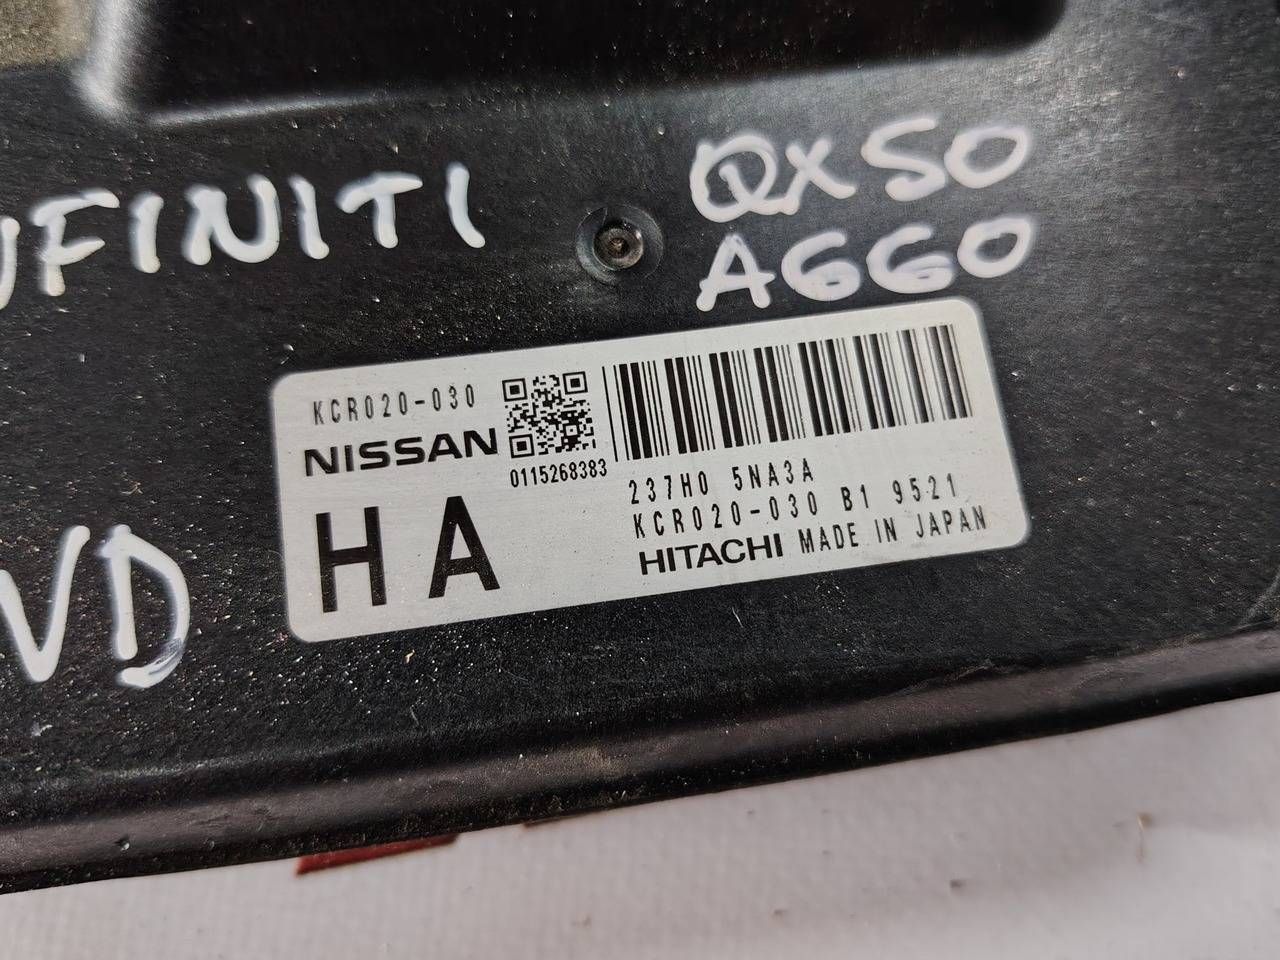 NFINITI
QX50
A660
KCR020-030
NISSAN
0115268383
HA
237H0 5NA3A
KCR020-030 B1 9521
HITACHI MADE IN JAPAN
VD